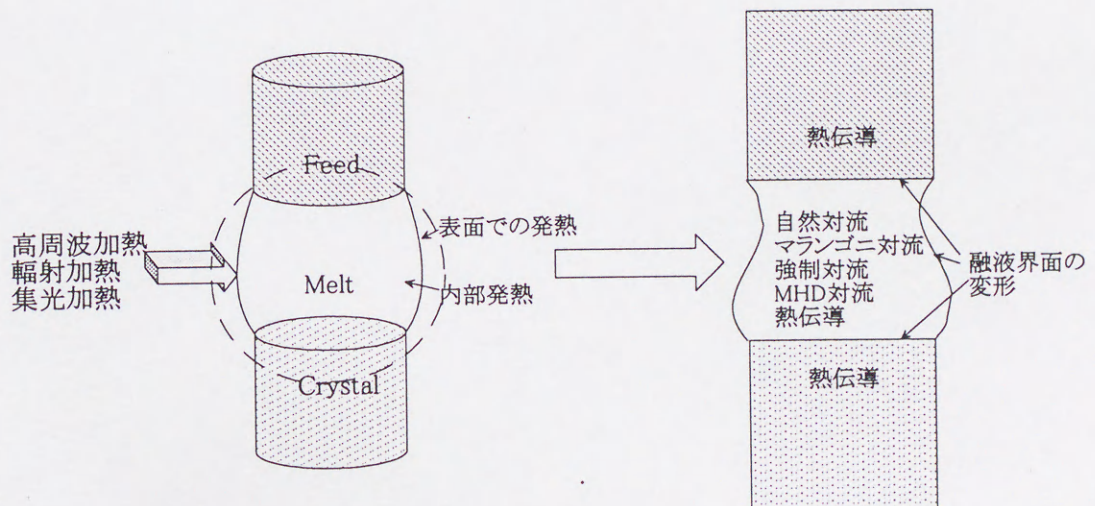 Feed
高周波加熱
輻射加熱
集光加熱
表面での発熱
Melt
内部発熱
Crystal
熱伝導
自然対流
マランゴニ対流
強制対流
MHD対流
熱伝導
融液界面の
変形
熱伝導